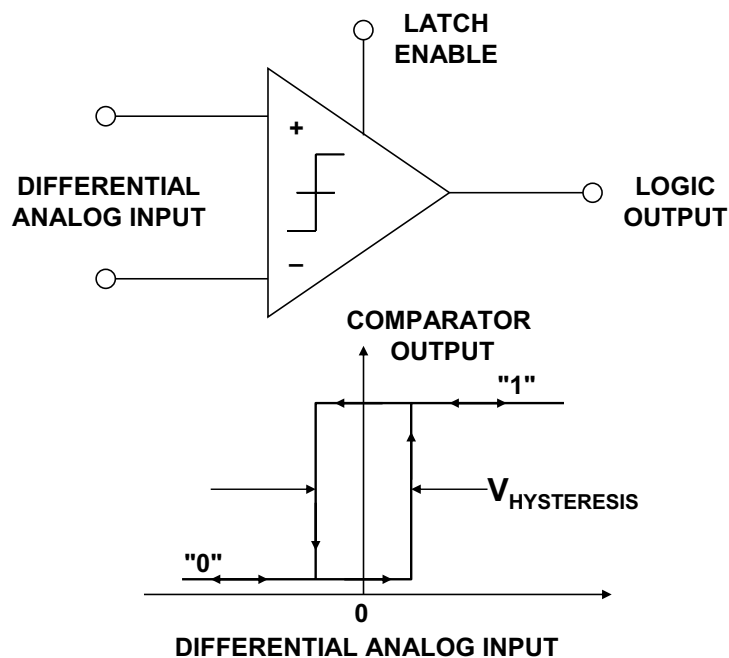 LATCH
ENABLE
+
DIFFERENTIAL
ANALOG INPUT
LOGIC
OUTPUT
–
COMPARATOR
OUTPUT
"1"
VHYSTERESIS
"0"
0
DIFFERENTIAL ANALOG INPUT